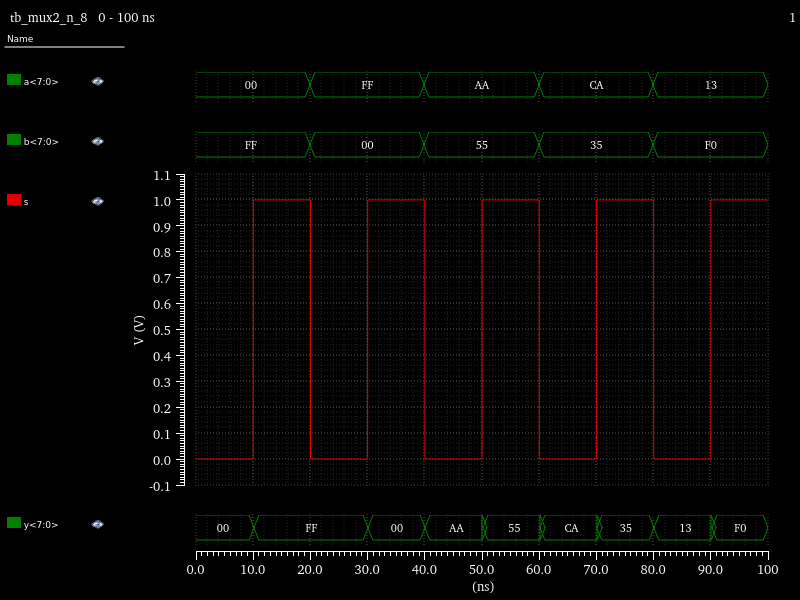 tb_mux2_n_8 0 - 100 ns 1
Name
a<7:0> 00 FF AA CA 13
b<7:0> FF 00 55 35 F0
s
1.1
1.0
0.9
0.8
0.7
0.6
0.5
0.4
0.3
0.2
0.1
0.0
-0.1
V (V)
y<7:0> 00 FF 00 AA 55 CA 35 13 F0
0.0 10.0 20.0 30.0 40.0 50.0 60.0 70.0 80.0 90.0 100
(ns)